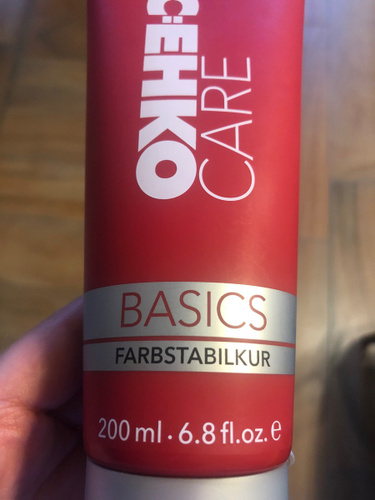 C:EHKO
CARE
BASICS
FARBSTABILKUR
200 ml · 6.8 fl.oz. ℮